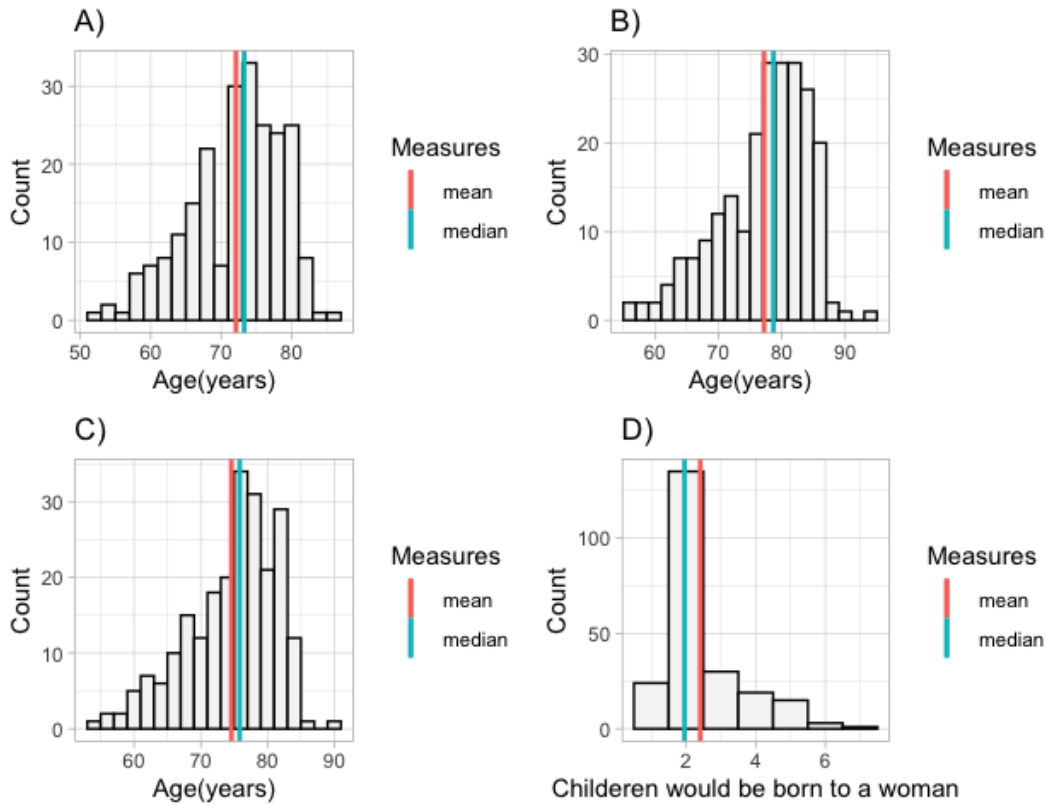 A)
30
20
10
0
50 60 70 80
Count
Age(years)
Measures
mean
median
B)
30
20
10
0
60 70 80 90
Count
Age(years)
Measures
mean
median
C)
30
20
10
0
60 70 80 90
Count
Age(years)
Measures
mean
median
D)
100
50
0
2 4 6
Count
Childeren would be born to a woman
Measures
mean
median